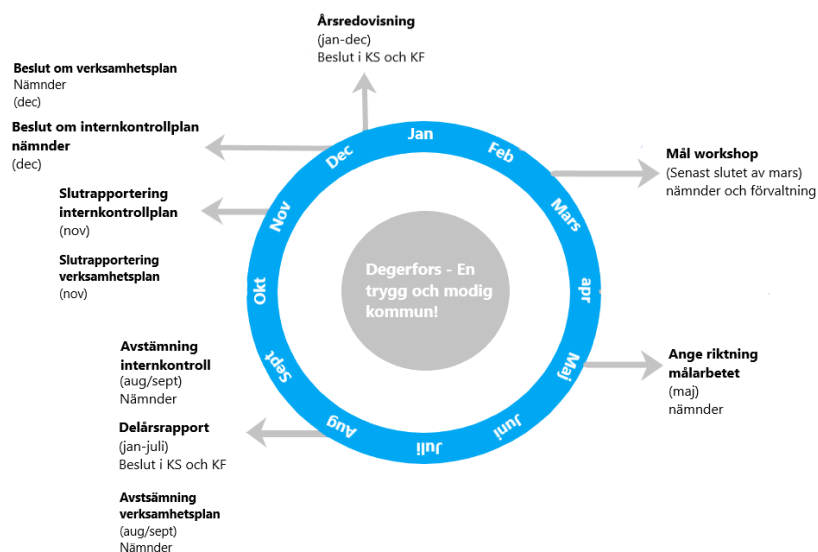 Årsredovisning
(jan-dec)
Beslut i KS och KF
Beslut om verksamhetsplan
Nämnder
(dec)
Beslut om internkontrollplan
nämnder
(dec)
Slutrapportering
internkontrollplan
(nov)
Slutrapportering
verksamhetsplan
(nov)
Avstämning
internkontroll
(aug/sept)
Nämnder
Delårsrapport
(jan-juli)
Beslut i KS och KF
Avstsämning
verksamhetsplan
(aug/sept)
Nämnder
Jan
Feb
Mars
apr
Maj
Juni
Juli
Aug
Sept
Okt
Nov
Dec
Degerfors - En
trygg och modig
kommun!
Mål workshop
(Senast slutet av mars)
nämnder och förvaltning
Ange riktning
målarbetet
(maj)
nämnder